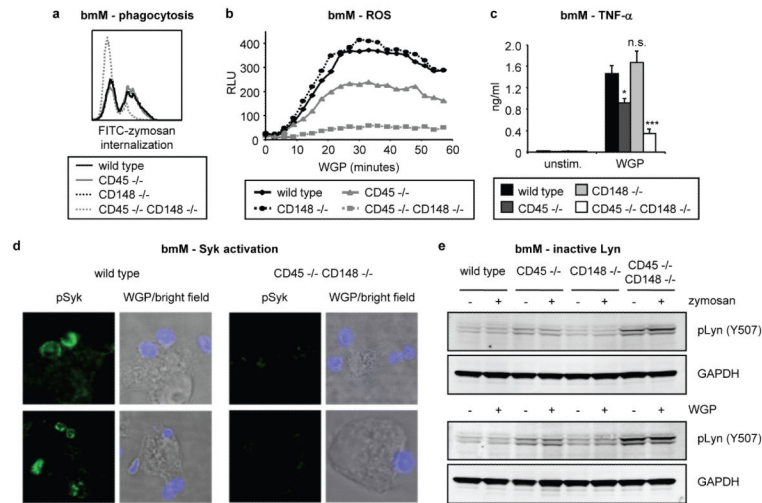 a
bmM - phagocytosis
FITC-zymosan
internalization
wild type
CD45 -/-
CD148 -/-
CD45 -/- CD148 -/-
b
bmM - ROS
RLU
450
400
350
300
250
200
150
100
50
0
0 10 20 30 40 50 60
WGP (minutes)
wild type
CD45 -/-
CD148 -/-
CD45 -/- CD148 -/-
c
bmM - TNF-α
ng/ml
2.0
1.6
1.2
0.8
0.4
0
n.s.
*
***
unstim. WGP
wild type
CD148 -/-
CD45 -/-
CD45 -/- CD148 -/-
d
bmM - Syk activation
wild type
CD45 -/- CD148 -/-
pSyk WGP/bright field pSyk WGP/bright field
e
bmM - inactive Lyn
wild type CD45 -/- CD148 -/- CD45 -/-
CD148 -/-
- + - + - + - + zymosan
pLyn (Y507)
GAPDH
- + - + - + - + WGP
pLyn (Y507)
GAPDH